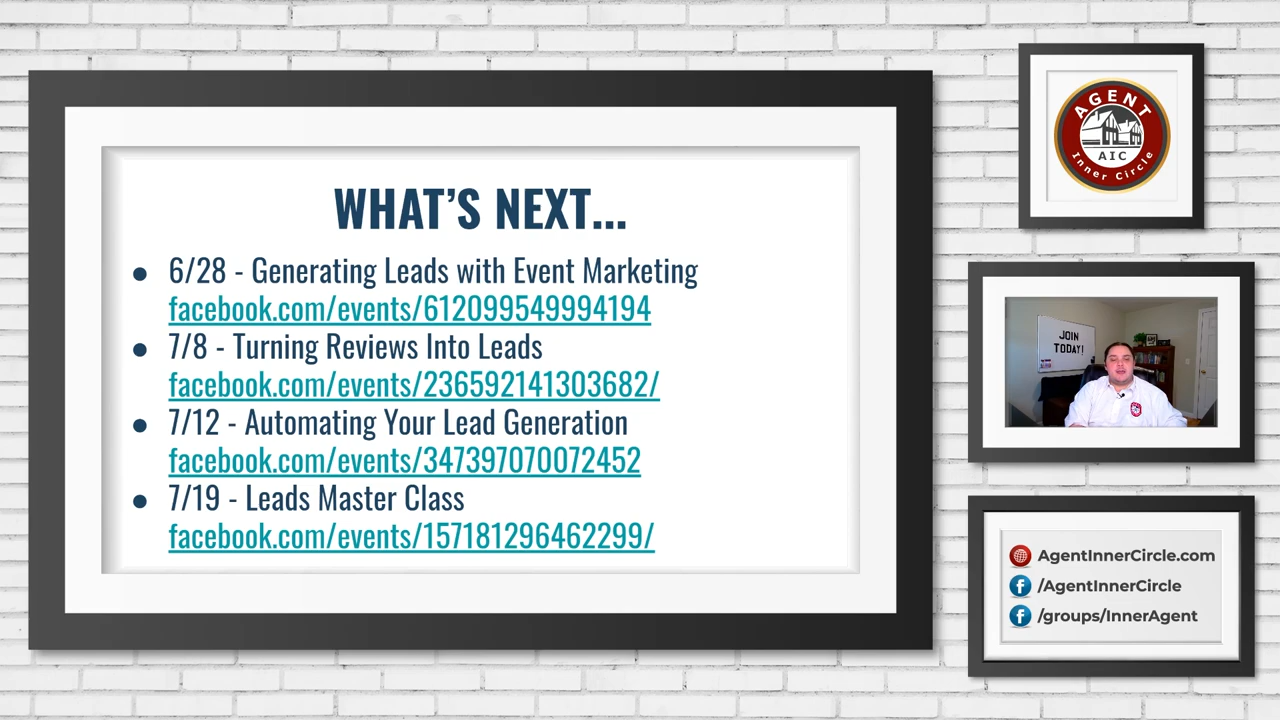 WHAT'S NEXT...
● 6/28 - Generating Leads with Event Marketing
facebook.com/events/612099549994194
● 7/8 - Turning Reviews Into Leads
facebook.com/events/236592141303682/
● 7/12 - Automating Your Lead Generation
facebook.com/events/347397070072452
● 7/19 - Leads Master Class
facebook.com/events/157181296462299/
AGENT
AIC
Inner Circle
JOIN
TODAY!
AgentInnerCircle.com
/AgentInnerCircle
/groups/InnerAgent